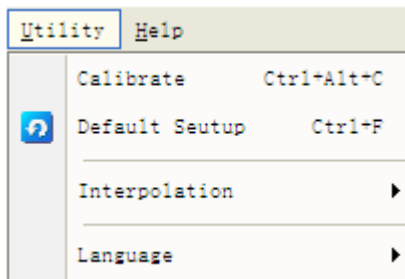 Utility Help
Calibrate Ctrl+Alt+C
Default Seutup Ctrl+F
Interpolation
Language